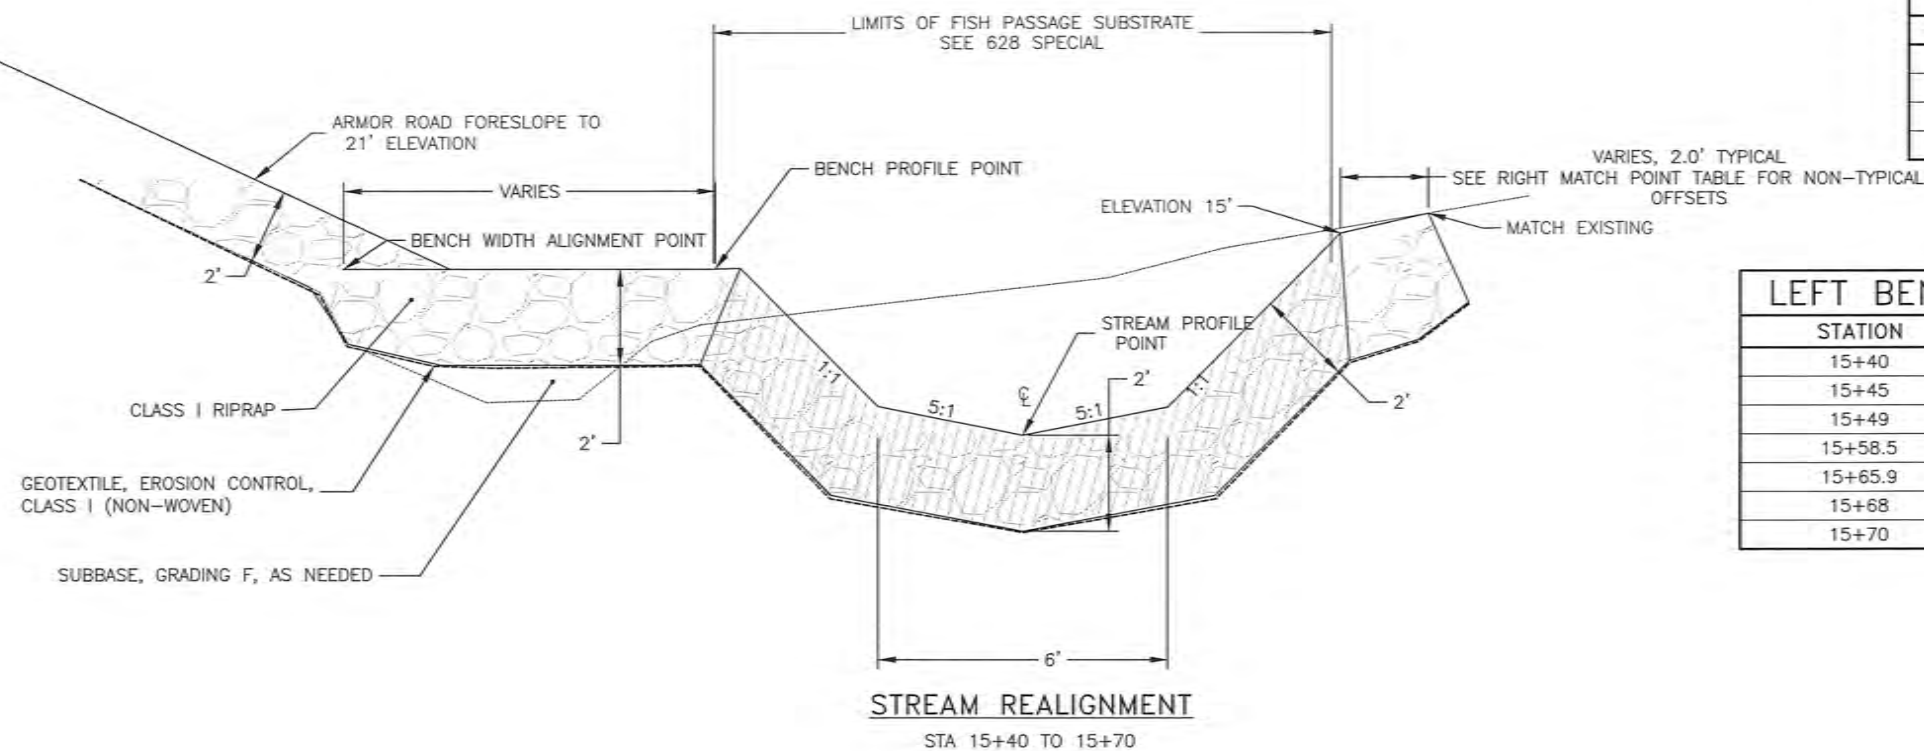 LIMITS OF FISH PASSAGE SUBSTRATE
SEE 628 SPECIAL
ARMOR ROAD FORESLOPE TO
21' ELEVATION
BENCH PROFILE POINT
VARIES
VARIES, 2.0' TYPICAL
SEE RIGHT MATCH POINT TABLE FOR NON-TYPICAL
OFFSETS
ELEVATION 15'
MATCH EXISTING
BENCH WIDTH ALIGNMENT POINT
2'
STREAM PROFILE
POINT
1:1
5:1
℄
5:1
1:1
2'
2'
2'
CLASS I RIPRAP
GEOTEXTILE, EROSION CONTROL,
CLASS I (NON-WOVEN)
SUBBASE, GRADING F, AS NEEDED
6'
STREAM REALIGNMENT
STA 15+40 TO 15+70
LEFT BEN
STATION
15+40
15+45
15+49
15+58.5
15+65.9
15+68
15+70